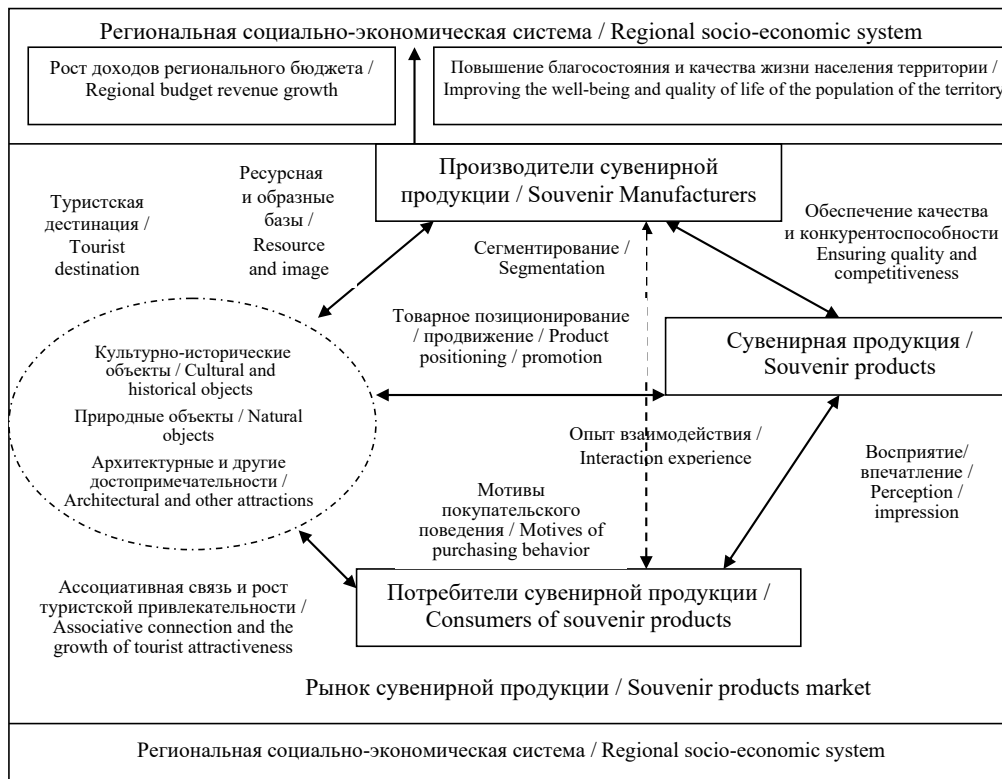 Региональная социально-экономическая система / Regional socio-economic system
Рост доходов регионального бюджета /
Regional budget revenue growth
Повышение благосостояния и качества жизни населения территории /
Improving the well-being and quality of life of the population of the territory
Производители сувенирной
продукции / Souvenir Manufacturers
Туристская
дестинация /
Tourist
destination
Ресурсная
и образные
базы /
Resource
and image
Сегментирование /
Segmentation
Обеспечение качества
и конкурентоспособности
Ensuring quality and
competitiveness
Товарное позиционирование
/ продвижение / Product
positioning / promotion
Сувенирная продукция /
Souvenir products
Культурно-исторические
объекты / Cultural and
historical objects
Природные объекты / Natural
objects
Архитектурные и другие
достопримечательности /
Architectural and other attractions
Опыт взаимодействия /
Interaction experience
Восприятие/
впечатление /
Perception /
impression
Мотивы
покупательского
поведения / Motives of
purchasing behavior
Ассоциативная связь и рост
туристской привлекательности /
Associative connection and the
growth of tourist attractiveness
Потребители сувенирной продукции /
Consumers of souvenir products
Рынок сувенирной продукции / Souvenir products market
Региональная социально-экономическая система / Regional socio-economic system